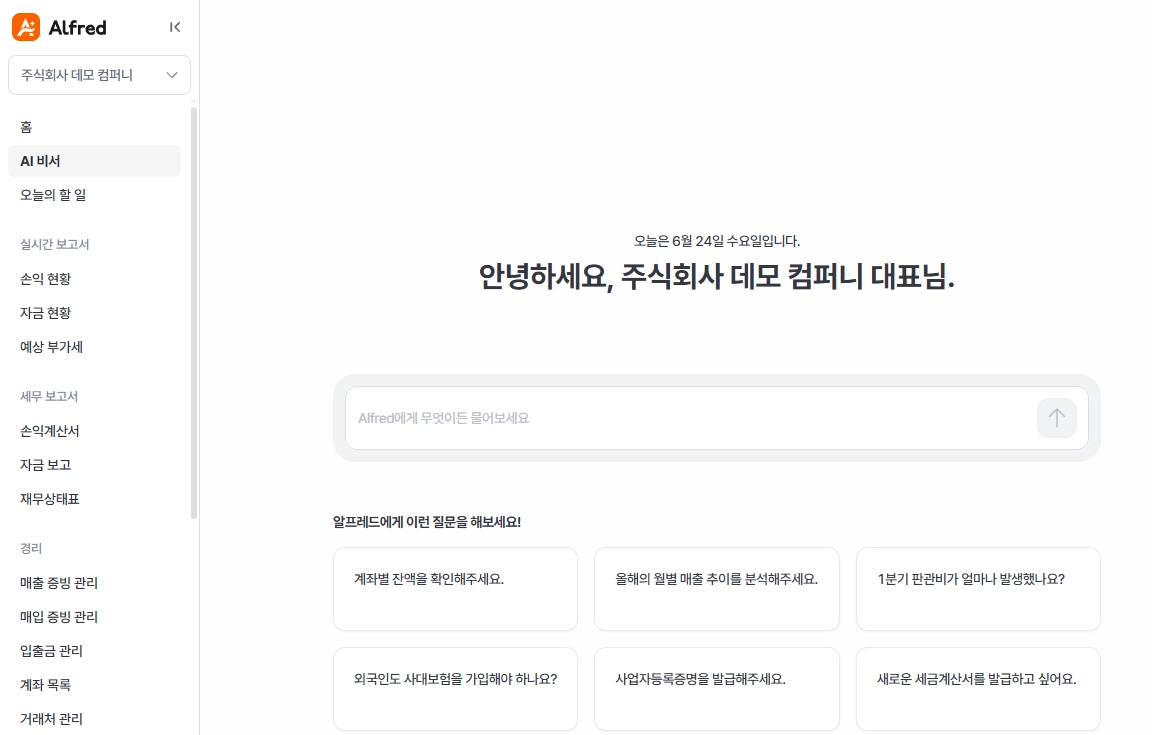 Alfred
주식회사 데모 컴퍼니
홈
AI 비서
오늘의 할 일
실시간 보고서
손익 현황
자금 현황
예상 부가세
세무 보고서
손익계산서
자금 보고
재무상태표
경리
매출 증빙 관리
매입 증빙 관리
입출금 관리
계좌 목록
거래처 관리
오늘은 6월 24일 수요일입니다.
안녕하세요, 주식회사 데모 컴퍼니 대표님.
Alfred에게 무엇이든 물어보세요
알프레드에게 이런 질문을 해보세요!
계좌별 잔액을 확인해주세요.
올해의 월별 매출 추이를 분석해주세요.
1분기 판관비가 얼마나 발생했나요?
외국인도 사대보험을 가입해야 하나요?
사업자등록증명을 발급해주세요.
새로운 세금계산서를 발급하고 싶어요.